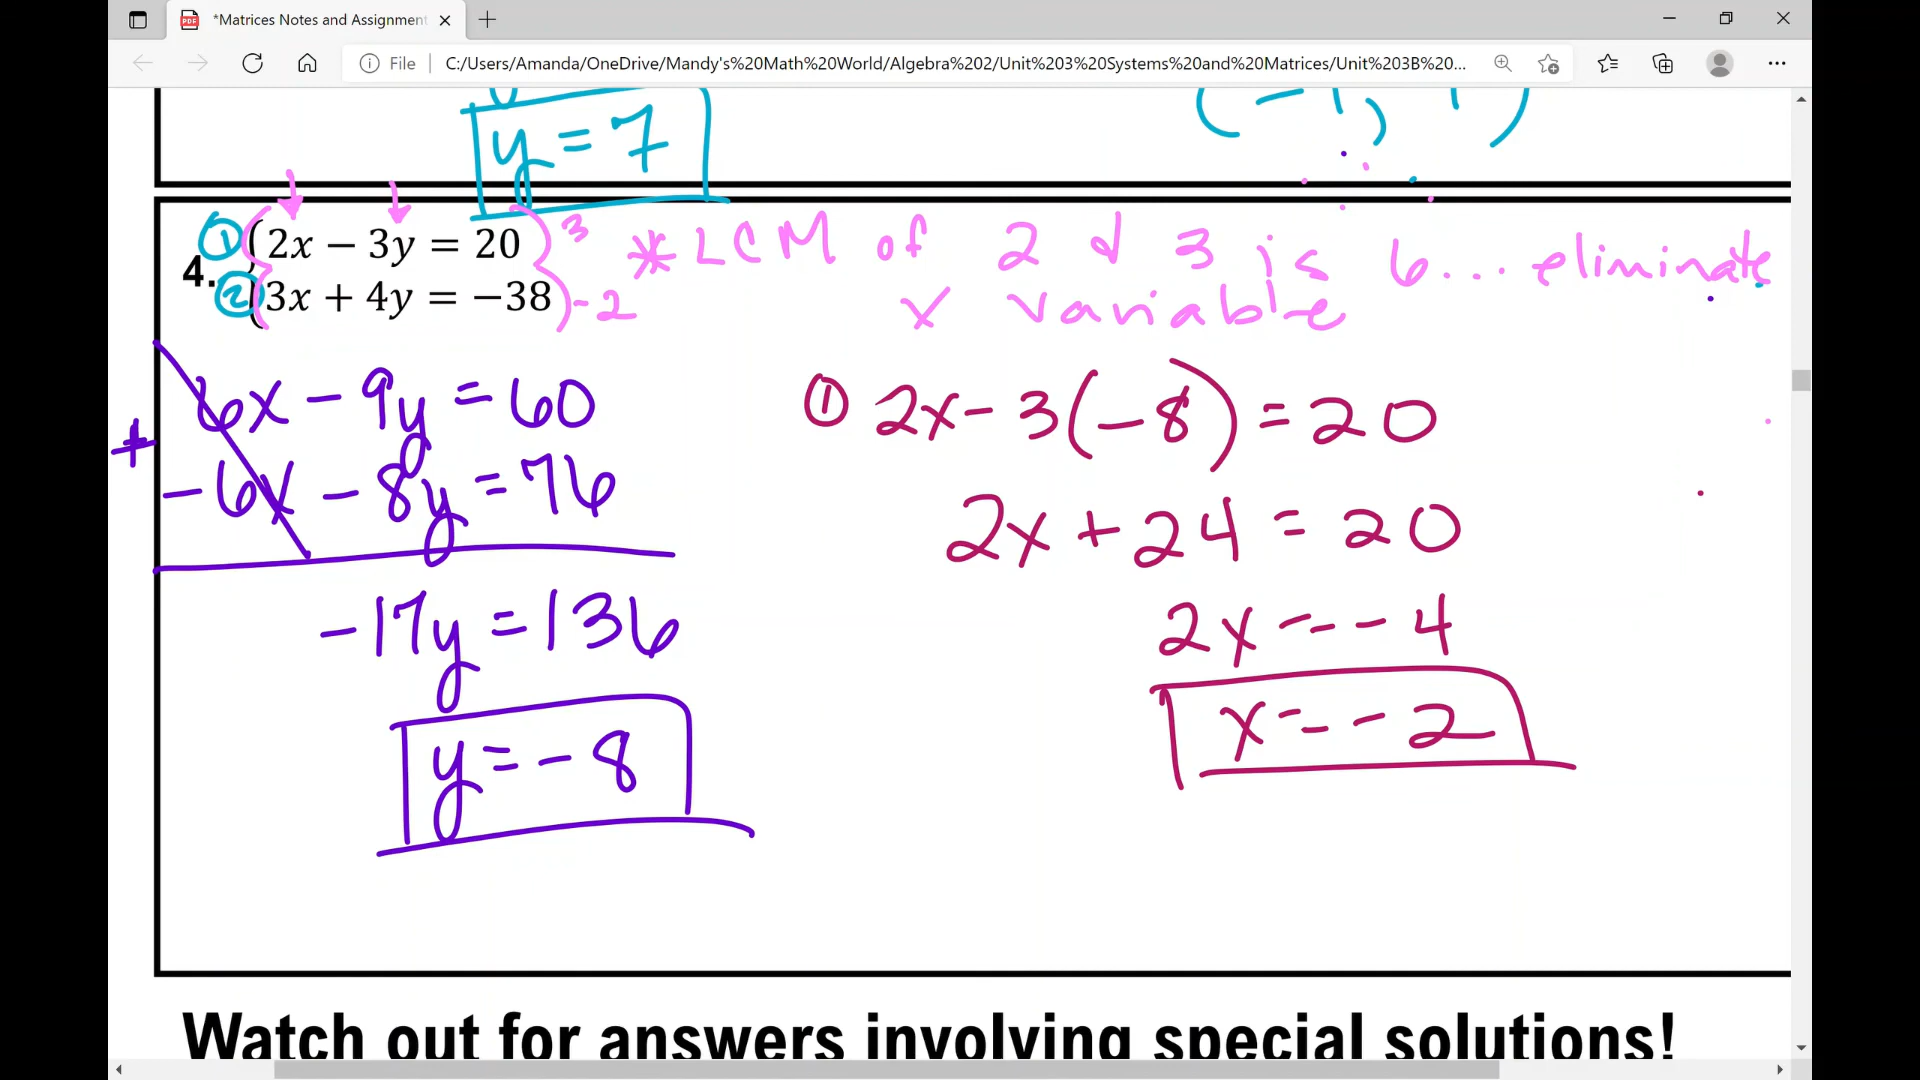 *Matrices Notes and Assignment
File C:/Users/Amanda/OneDrive/Mandy's%20Math%20World/Algebra%202/Unit%203%20Systems%20and%20Matrices/Unit%203B%20...
y = 7
4.
① 2x − 3y = 20 3
② 3x + 4y = −38 -2
*LCM of 2 & 3 is 6... eliminate
x variable
6x - 9y = 60
+ -6x - 8y = 76
-17y = 136
y = -8
① 2x - 3(-8) = 20
2x + 24 = 20
2x = -4
x = -2
Watch out for answers involving special solutions!